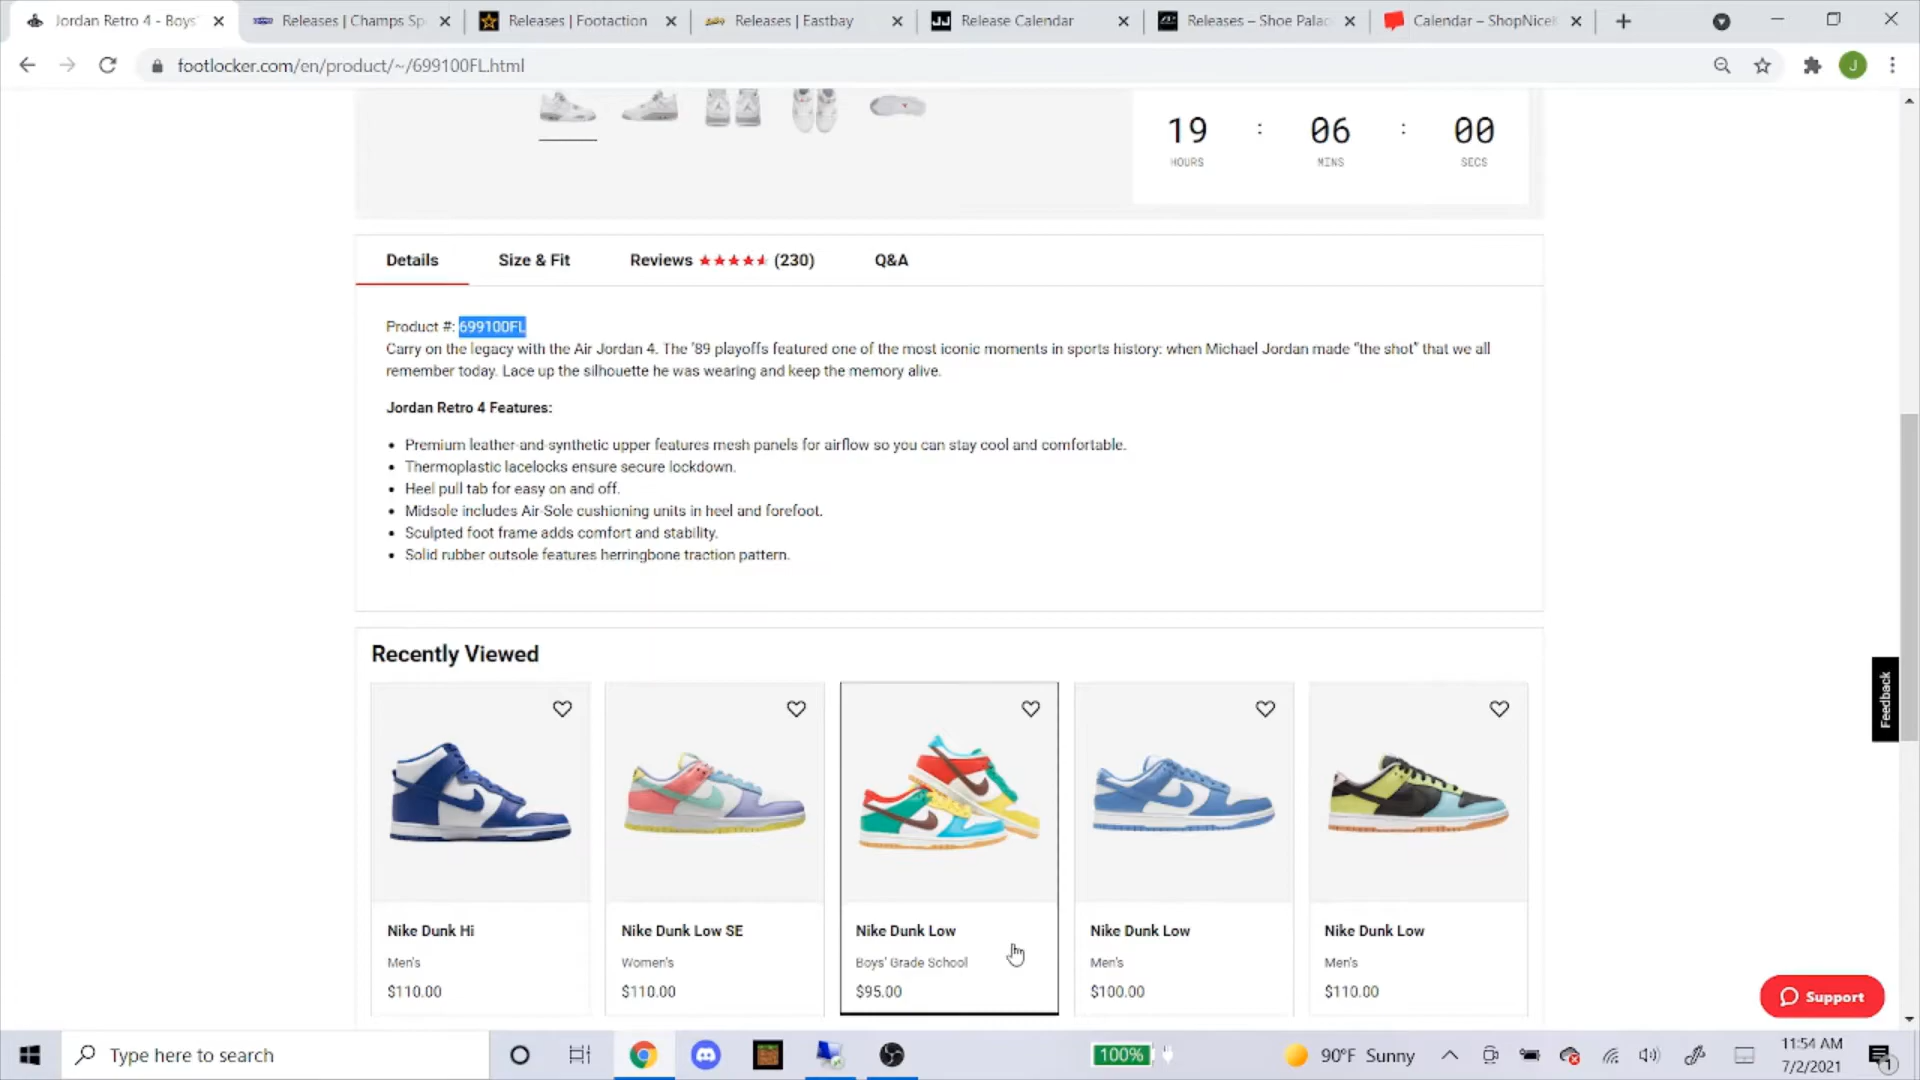 Jordan Retro 4 - Boys'
Releases | Champs Sp
Releases | Footaction
Releases | Eastbay
Release Calendar
Releases – Shoe Palac
Calendar – ShopNiceK
footlocker.com/en/product/~/699100FL.html
J
19 : 06 : 00
HOURS MINS SECS
Details
Size & Fit
Reviews (230)
Q&A
Product #: 699100FL
Carry on the legacy with the Air Jordan 4. The '89 playoffs featured one of the most iconic moments in sports history: when Michael Jordan made "the shot" that we all
remember today. Lace up the silhouette he was wearing and keep the memory alive.
Jordan Retro 4 Features:
• Premium leather-and-synthetic upper features mesh panels for airflow so you can stay cool and comfortable.
• Thermoplastic lacelocks ensure secure lockdown.
• Heel pull tab for easy on and off.
• Midsole includes Air-Sole cushioning units in heel and forefoot.
• Sculpted foot frame adds comfort and stability.
• Solid rubber outsole features herringbone traction pattern.
Feedback
Recently Viewed
Nike Dunk Hi
Men's
$110.00
Nike Dunk Low SE
Women's
$110.00
Nike Dunk Low
Boys' Grade School
$95.00
Nike Dunk Low
Men's
$100.00
Nike Dunk Low
Men's
$110.00
Support
Type here to search
100%
90°F Sunny
11:54 AM
7/2/2021
1